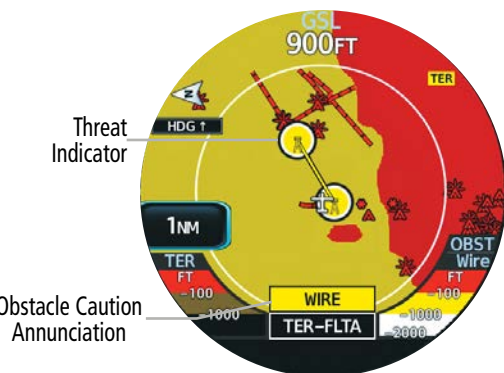 GSL
900FT
TER
N
HDG ↑
Threat
Indicator
1NM
TER
FT
-100
-1000
OBST
Wire
FT
-100
-1000
-2000
Obstacle Caution
Annunciation
WIRE
TER-FLTA